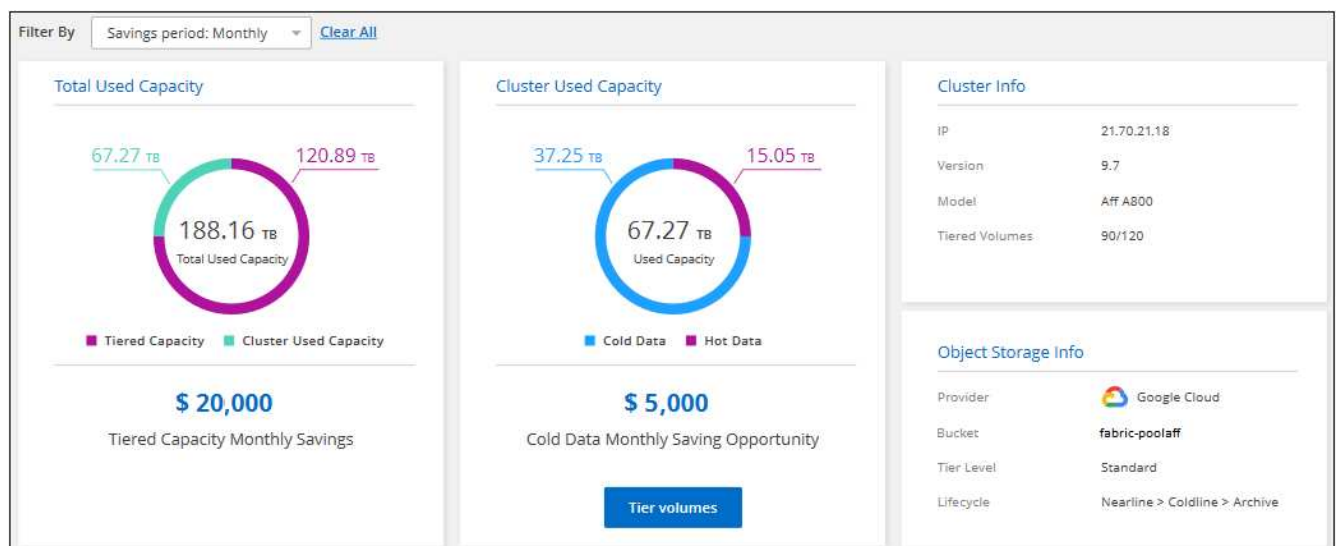 Filter By
Savings period: Monthly
Clear All
Total Used Capacity
67.27 TB
120.89 TB
188.16 TB
Total Used Capacity
Tiered Capacity
Cluster Used Capacity
$ 20,000
Tiered Capacity Monthly Savings
Cluster Used Capacity
37.25 TB
15.05 TB
67.27 TB
Used Capacity
Cold Data
Hot Data
$ 5,000
Cold Data Monthly Saving Opportunity
Tier volumes
Cluster Info
IP 21.70.21.18
Version 9.7
Model Aff A800
Tiered Volumes 90/120
Object Storage Info
Provider Google Cloud
Bucket fabric-poolaff
Tier Level Standard
Lifecycle Nearline > Coldline > Archive